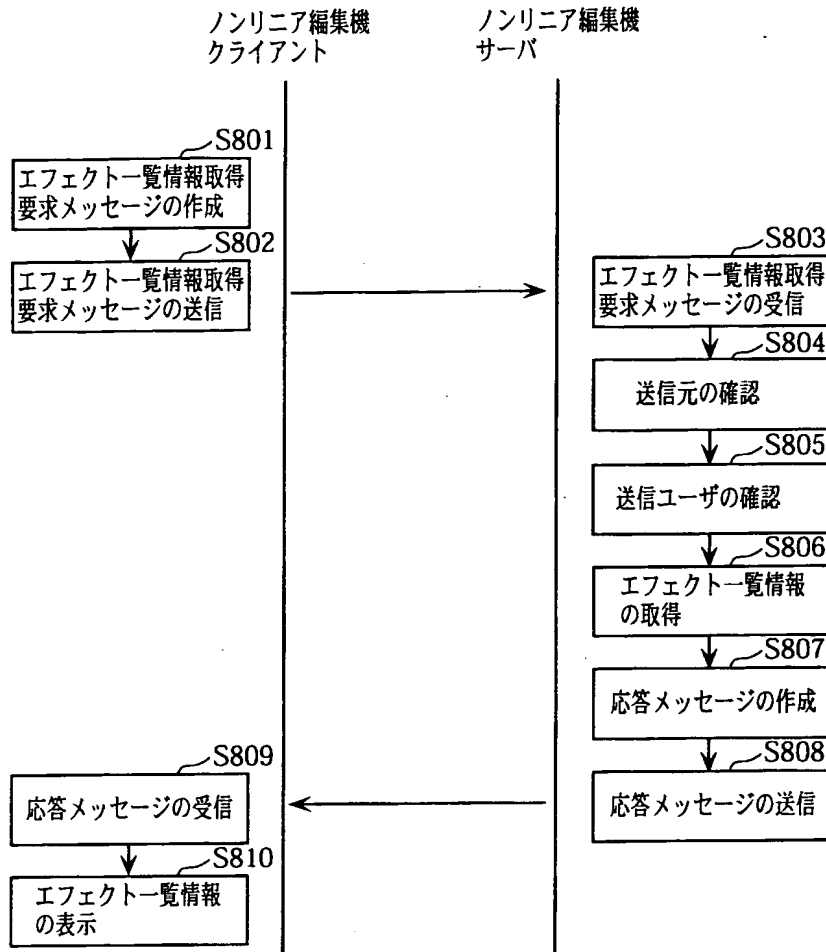 ノンリニア編集機
クライアント
ノンリニア編集機
サーバ
S801
エフェクト一覧情報取得
要求メッセージの作成
S802
エフェクト一覧情報取得
要求メッセージの送信
S803
エフェクト一覧情報取得
要求メッセージの受信
S804
送信元の確認
S805
送信ユーザの確認
S806
エフェクト一覧情報
の取得
S807
応答メッセージの作成
S808
応答メッセージの送信
S809
応答メッセージの受信
S810
エフェクト一覧情報
の表示